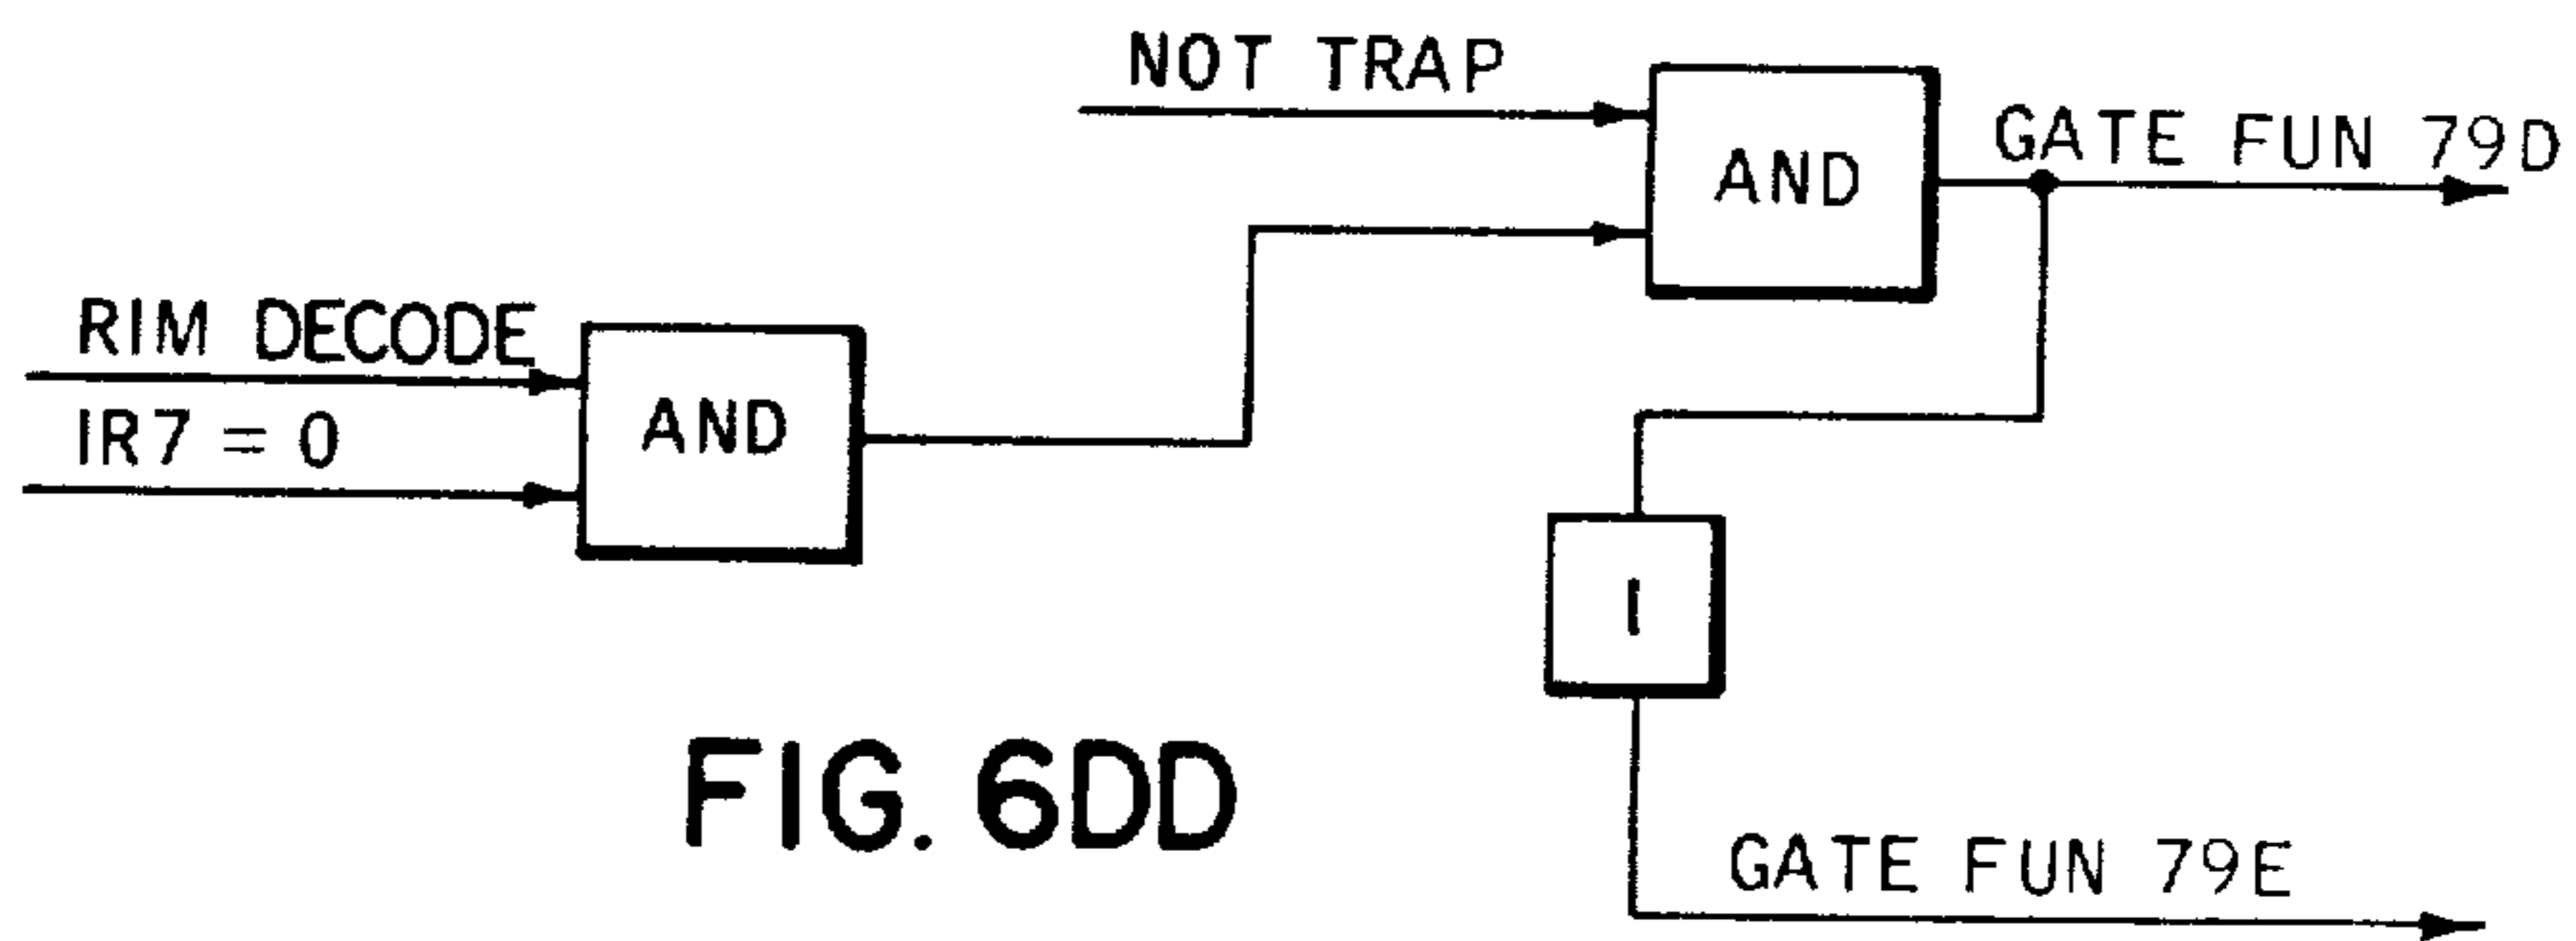 NOT TRAP
AND
GATE FUN 79D
RIM DECODE
IR7 = 0
AND
I
FIG. 6DD
GATE FUN 79E